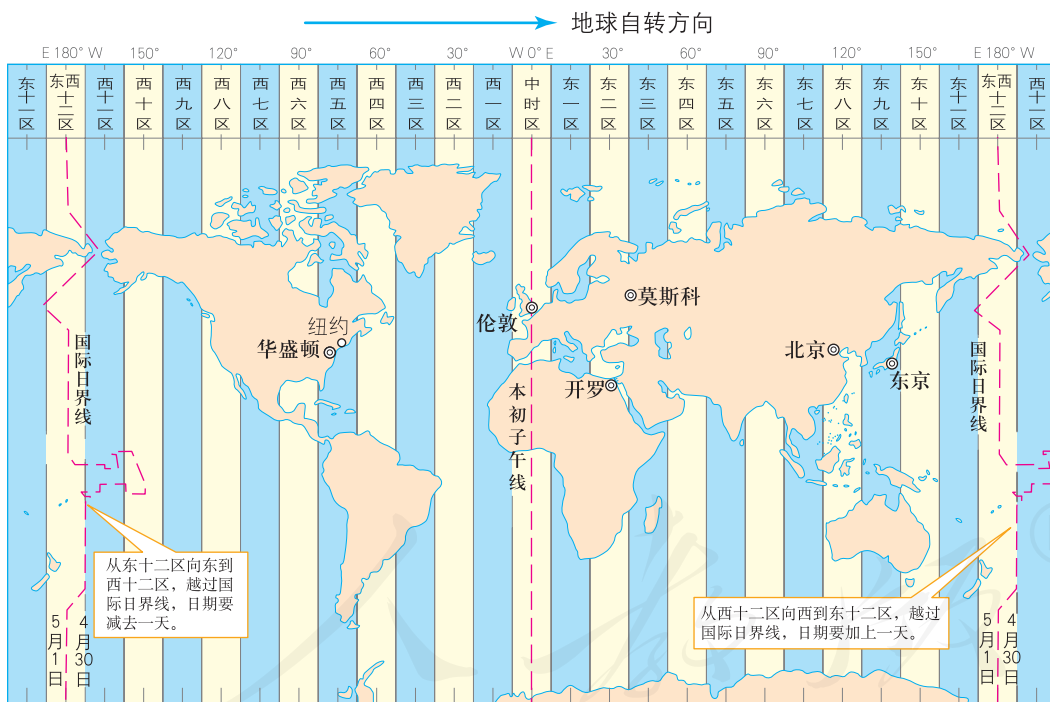 地球自转方向
E 180° W 150° 120° 90° 60° 30° W 0° E 30° 60° 90° 120° 150° E 180° W
东十一区 东西十二区 西十一区 西十区 西九区 西八区 西七区 西六区 西五区 西四区 西三区 西二区 西一区 中时区 东一区 东二区 东三区 东四区 东五区 东六区 东七区 东八区 东九区 东十区 东十一区 东西十二区 西十一区
莫斯科
伦敦
纽约
华盛顿
北京
东京
开罗
国际日界线
本初子午线
国际日界线
从东十二区向东到
西十二区，越过国
际日界线，日期要
减去一天。
从西十二区向西到东十二区，越过
国际日界线，日期要加上一天。
5月1日
4月30日
5月1日
4月30日